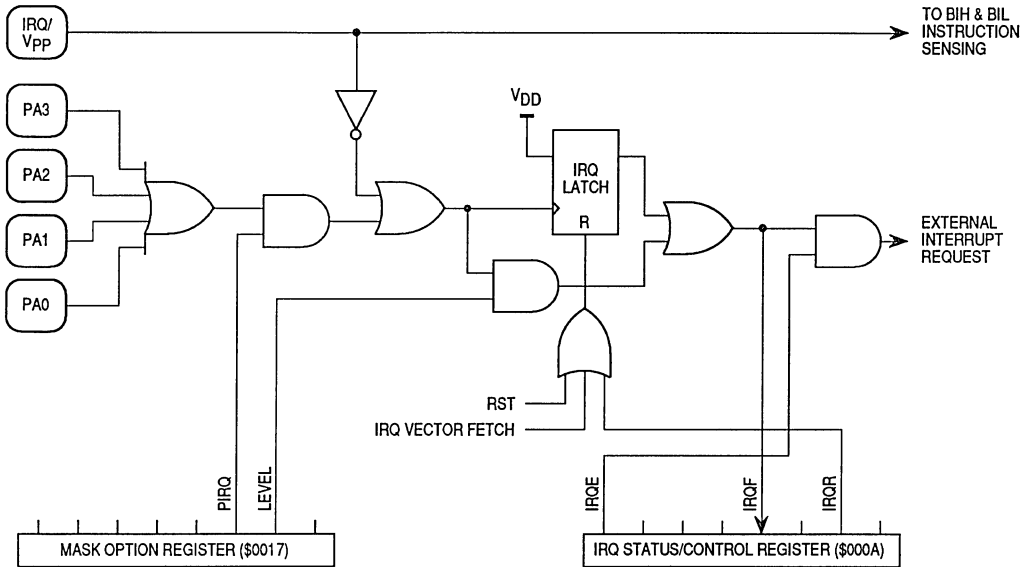 IRQ/
VPP
TO BIH & BIL
INSTRUCTION
SENSING
PA3
PA2
PA1
PA0
VDD
IRQ
LATCH
R
EXTERNAL
INTERRUPT
REQUEST
RST
IRQ VECTOR FETCH
PIRQ
LEVEL
IRQE
IRQF
IRQR
MASK OPTION REGISTER ($0017)
IRQ STATUS/CONTROL REGISTER ($000A)